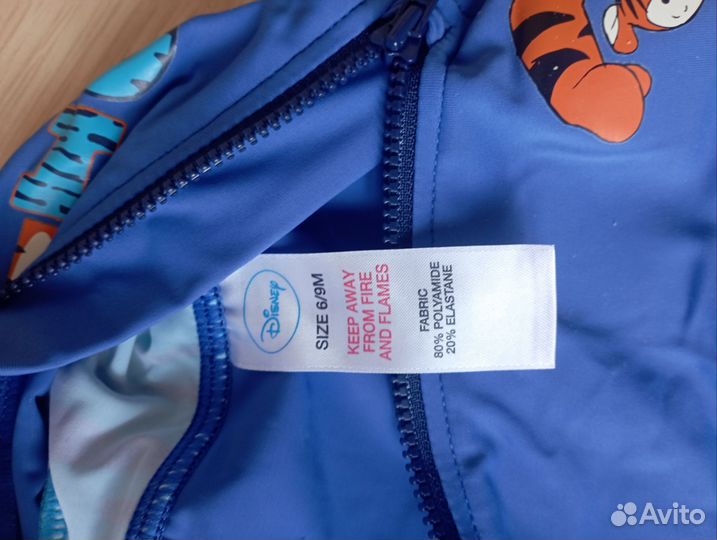 Disney
SIZE 6/9M
KEEP AWAY
FROM FIRE
AND FLAMES
FABRIC
80% POLYAMIDE
20% ELASTANE
Avito